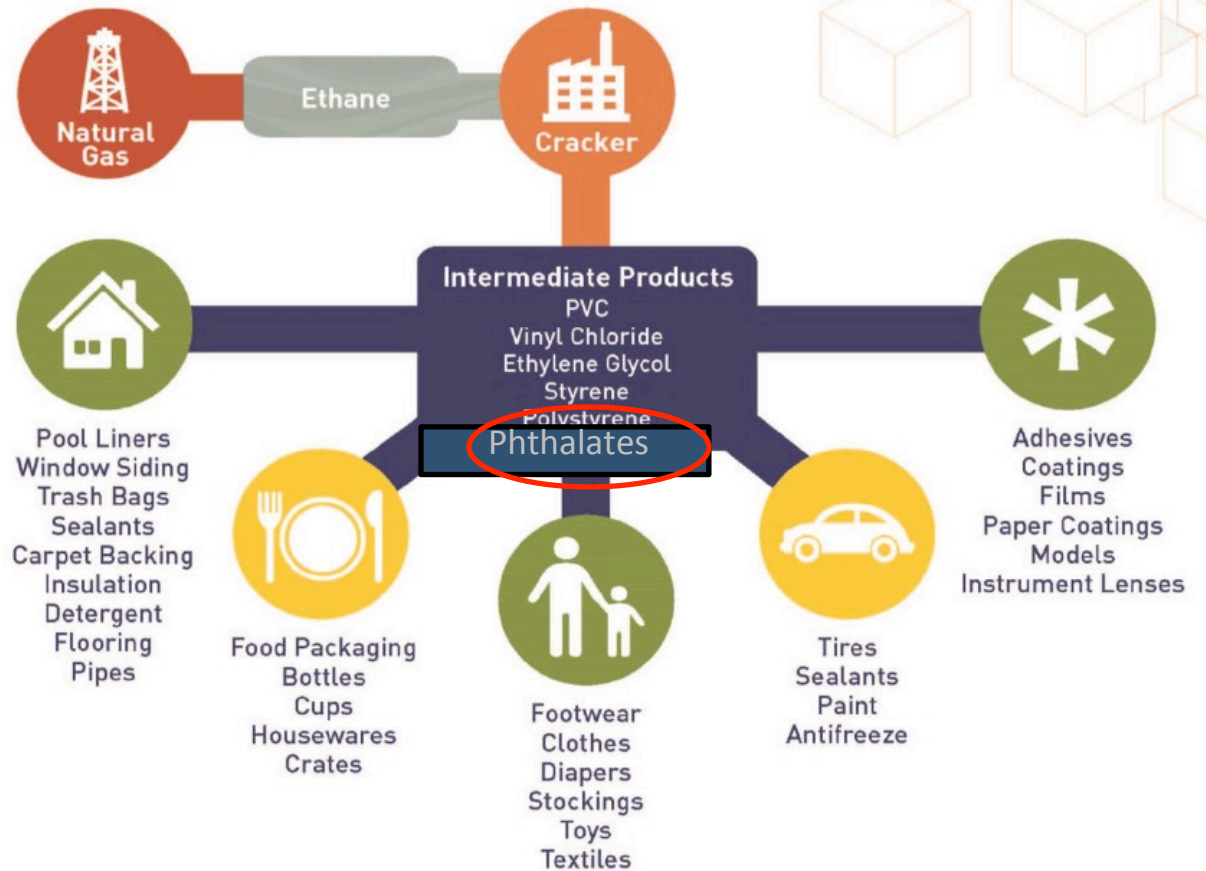 Natural
Gas
Ethane
Cracker
Intermediate Products
PVC
Vinyl Chloride
Ethylene Glycol
Styrene
Polystyrene
Phthalates
Pool Liners
Window Siding
Trash Bags
Sealants
Carpet Backing
Insulation
Detergent
Flooring
Pipes
Food Packaging
Bottles
Cups
Housewares
Crates
Footwear
Clothes
Diapers
Stockings
Toys
Textiles
Tires
Sealants
Paint
Antifreeze
Adhesives
Coatings
Films
Paper Coatings
Models
Instrument Lenses